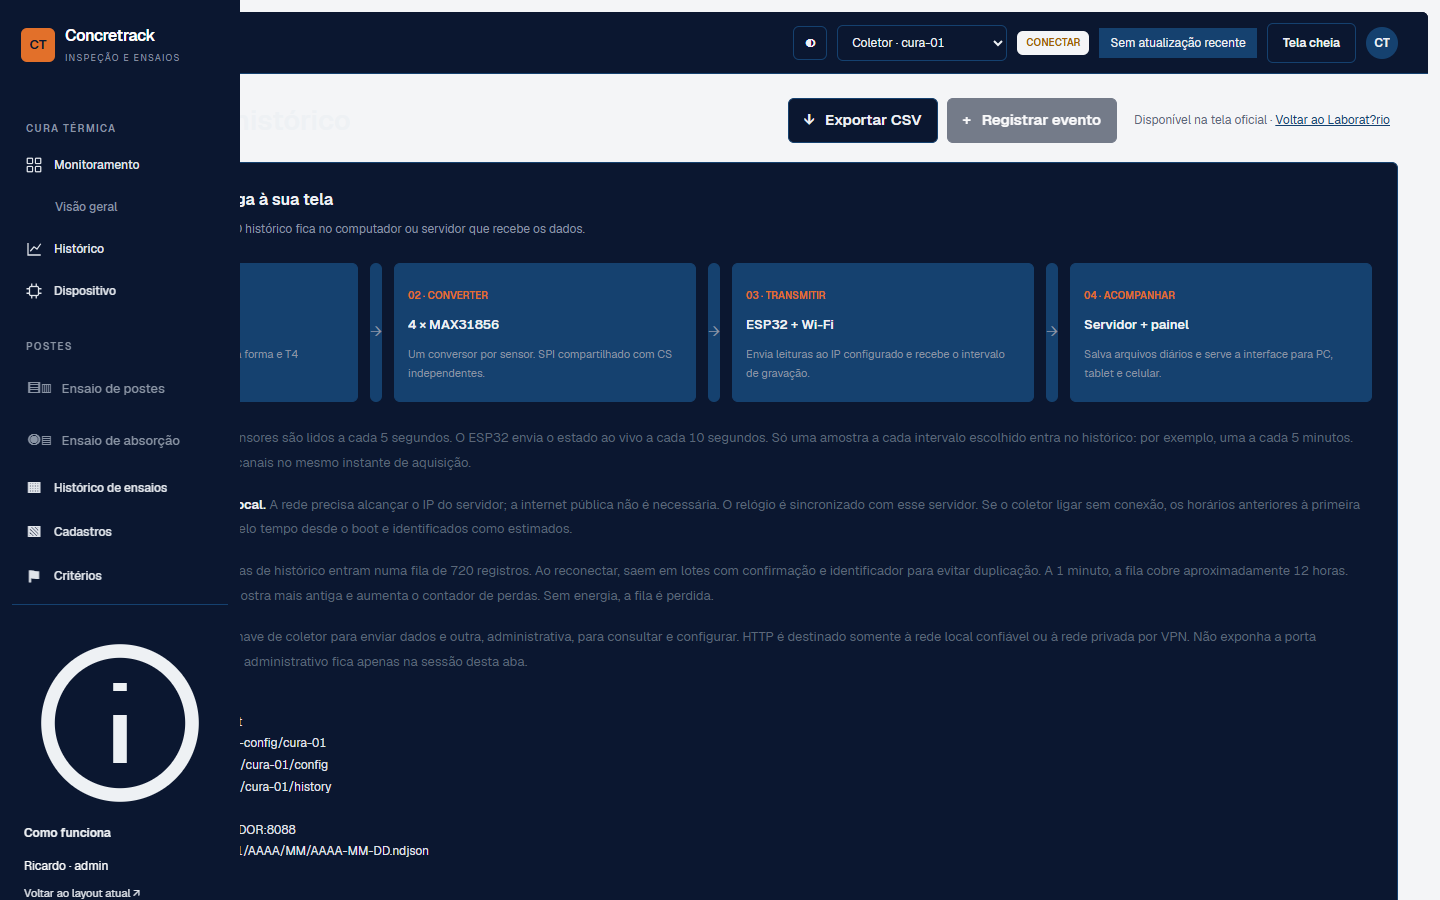 CT
Concretrack
INSPEÇÃO E ENSAIOS
Coletor · cura-01
CONECTAR
Sem atualização recente
Tela cheia
CT
CURA TÉRMICA
Monitoramento
Visão geral
Histórico
Dispositivo
POSTES
Ensaio de postes
Ensaio de absorção
Histórico de ensaios
Cadastros
Critérios
Como funciona
Ricardo · admin
Voltar ao layout atual ↗
histórico
↓ Exportar CSV
+ Registrar evento
Disponível na tela oficial · Voltar ao Laborat?rio
à sua tela
histórico fica no computador ou servidor que recebe os dados.
forma e T4
→
02 · CONVERTER
4 × MAX31856
Um conversor por sensor. SPI compartilhado com CS
independentes.
→
03 · TRANSMITIR
ESP32 + Wi-Fi
Envia leituras ao IP configurado e recebe o intervalo
de gravação.
→
04 · ACOMPANHAR
Servidor + painel
Salva arquivos diários e serve a interface para PC,
tablet e celular.
nsores são lidos a cada 5 segundos. O ESP32 envia o estado ao vivo a cada 10 segundos. Só uma amostra a cada intervalo escolhido entra no histórico: por exemplo, uma a cada 5 minutos.
canais no mesmo instante de aquisição.
ocal. A rede precisa alcançar o IP do servidor; a internet pública não é necessária. O relógio é sincronizado com esse servidor. Se o coletor ligar sem conexão, os horários anteriores à primeira
elo tempo desde o boot e identificados como estimados.
as de histórico entram numa fila de 720 registros. Ao reconectar, saem em lotes com confirmação e identificador para evitar duplicação. A 1 minuto, a fila cobre aproximadamente 12 horas.
ostra mais antiga e aumenta o contador de perdas. Sem energia, a fila é perdida.
have de coletor para enviar dados e outra, administrativa, para consultar e configurar. HTTP é destinado somente à rede local confiável ou à rede privada por VPN. Não exponha a porta
administrativo fica apenas na sessão desta aba.
t
-config/cura-01
/cura-01/config
/cura-01/history
DOR:8088
1/AAAA/MM/AAAA-MM-DD.ndjson